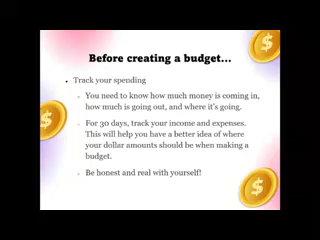 Before creating a budget...
Track your spending
You need to know how much money is coming in,
how much is going out, and where it's going.
For 30 days, track your income and expenses.
This will help you have a better idea of where
your dollar amounts should be when making a
budget.
Be honest and real with yourself!
$
$
$